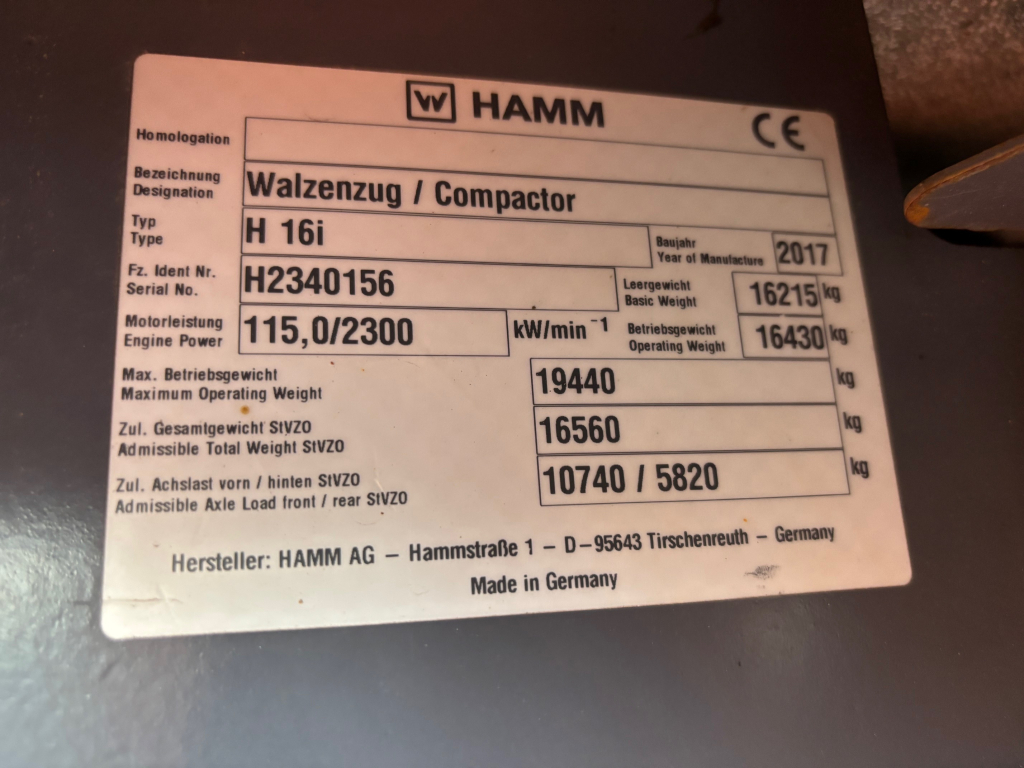 HAMM
CE
Homologation
Bezeichnung
Designation
Walzenzug / Compactor
Typ
Type
H 16i
Baujahr
Year of Manufacture
2017
Fz. Ident Nr.
Serial No.
H2340156
Leergewicht
Basic Weight
16215 kg
Motorleistung
Engine Power
115,0/2300 kW/min⁻¹
Betriebsgewicht
Operating Weight
16430 kg
Max. Betriebsgewicht
Maximum Operating Weight
19440 kg
Zul. Gesamtgewicht StVZO
Admissible Total Weight StVZO
16560 kg
Zul. Achslast vorn / hinten StVZO
Admissible Axle Load front / rear StVZO
10740 / 5820 kg
Hersteller: HAMM AG – Hammstraße 1 – D–95643 Tirschenreuth – Germany
Made in Germany